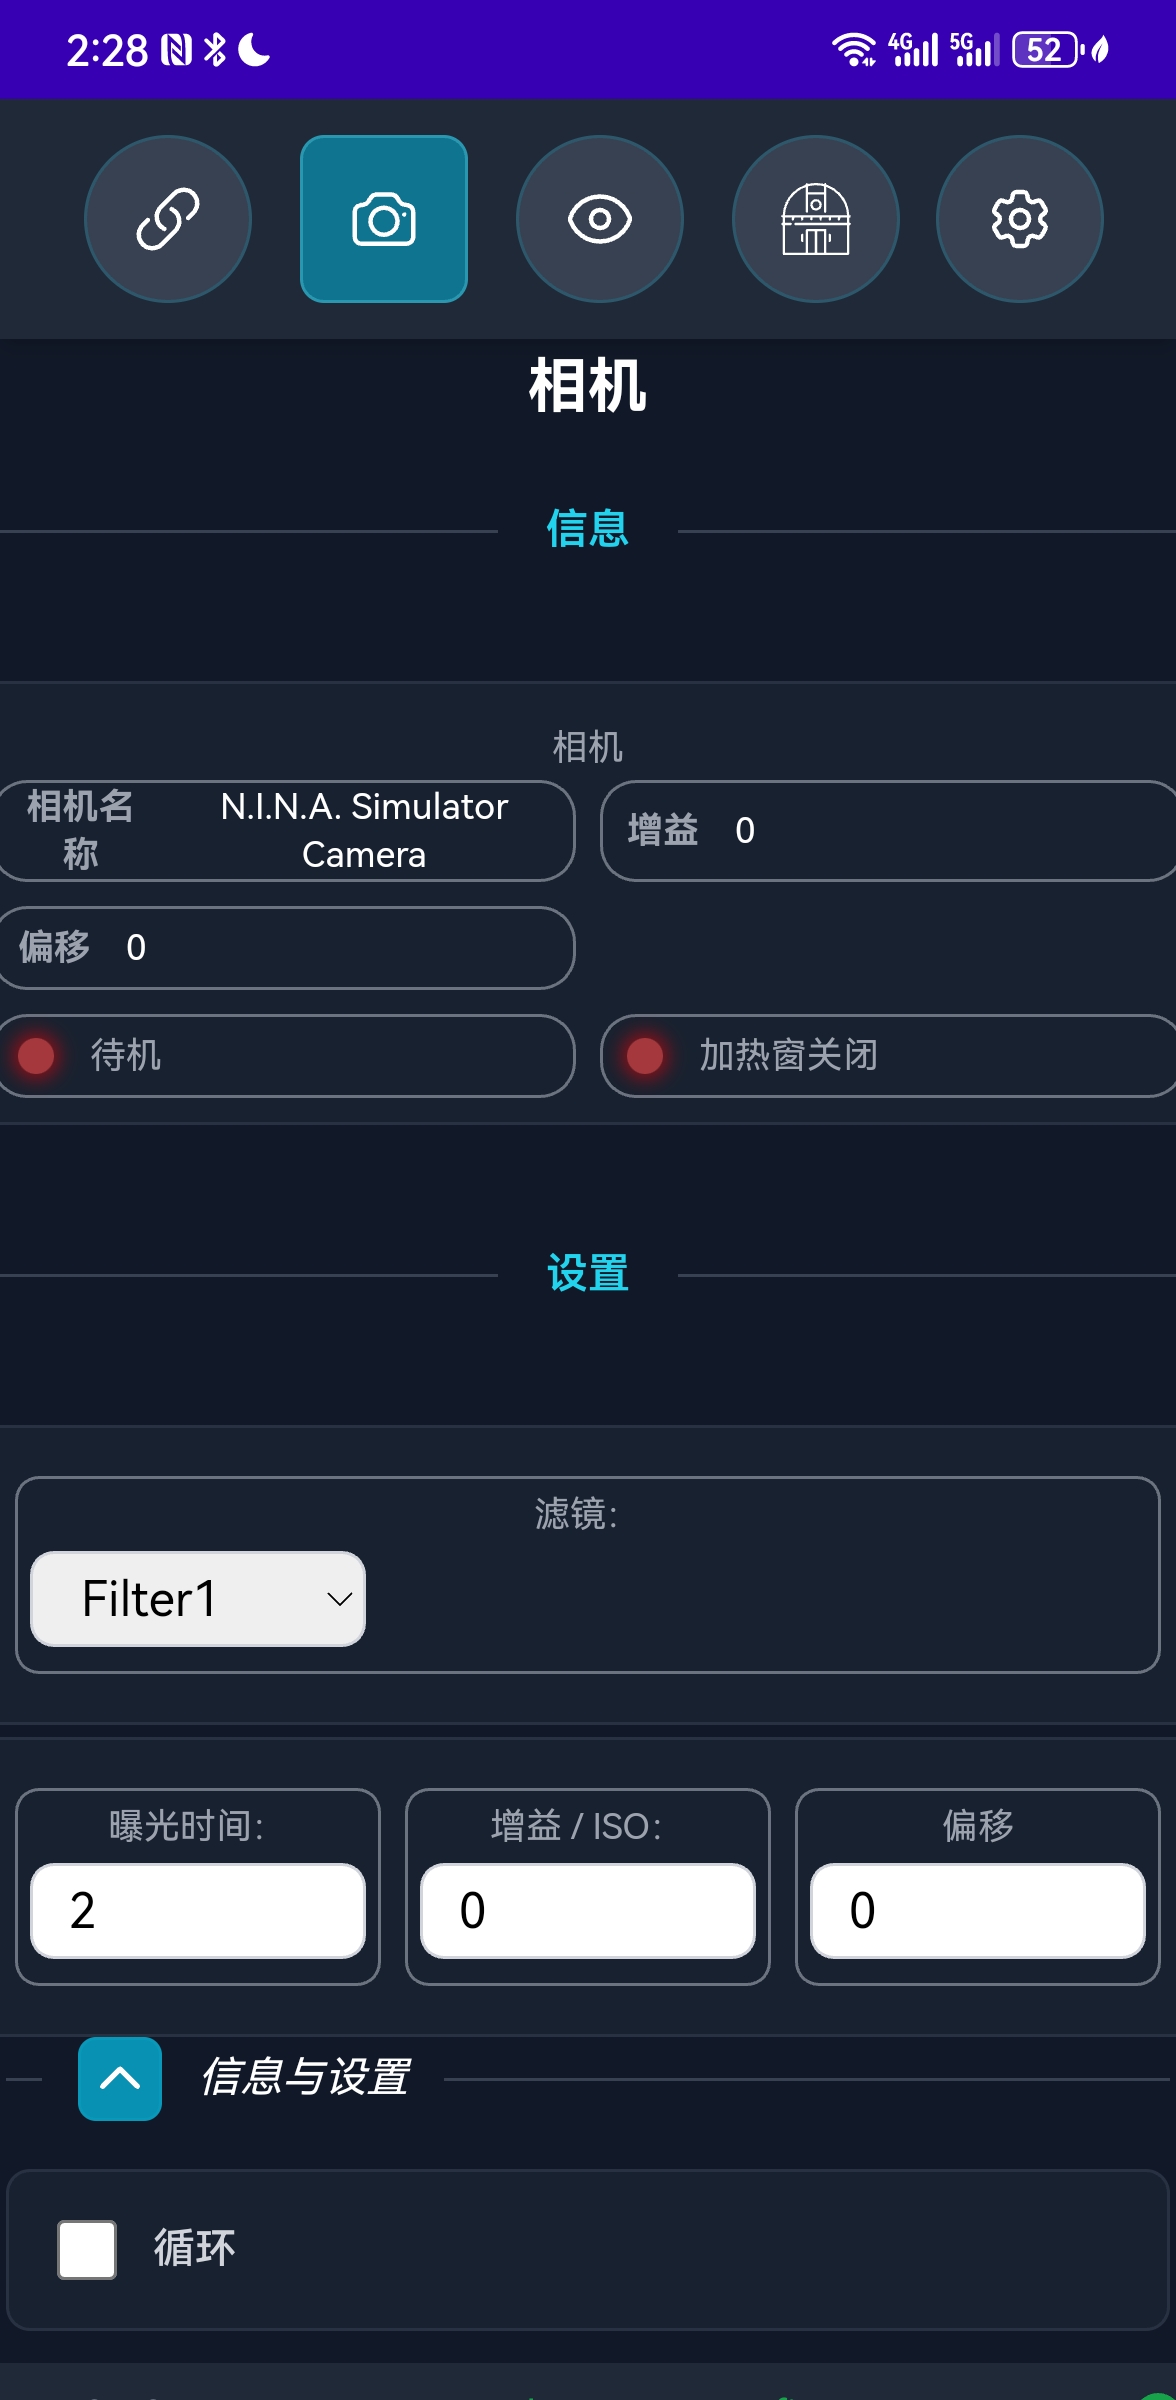 2:28 4G 5G 52
相机
信息
相机
相机名
称
N.I.N.A. Simulator
Camera
增益 0
偏移 0
待机
加热窗关闭
设置
滤镜：
Filter1
曝光时间：
2
增益 / ISO：
0
偏移
0
信息与设置
循环